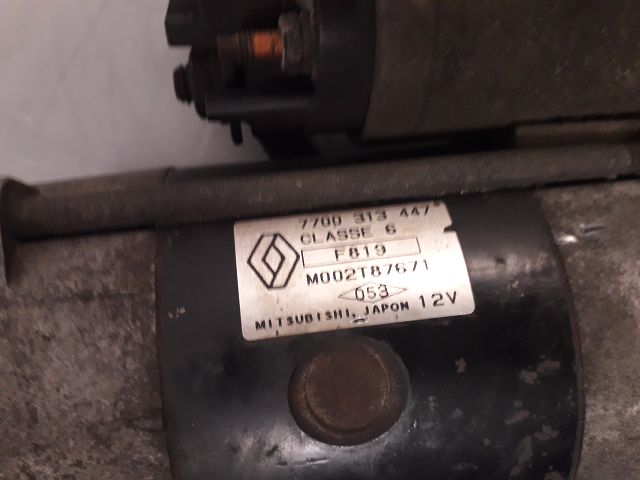 7700 313 447
CLASSE 6
F819
M002T87671
053
MITSUBISHI, JAPON 12V